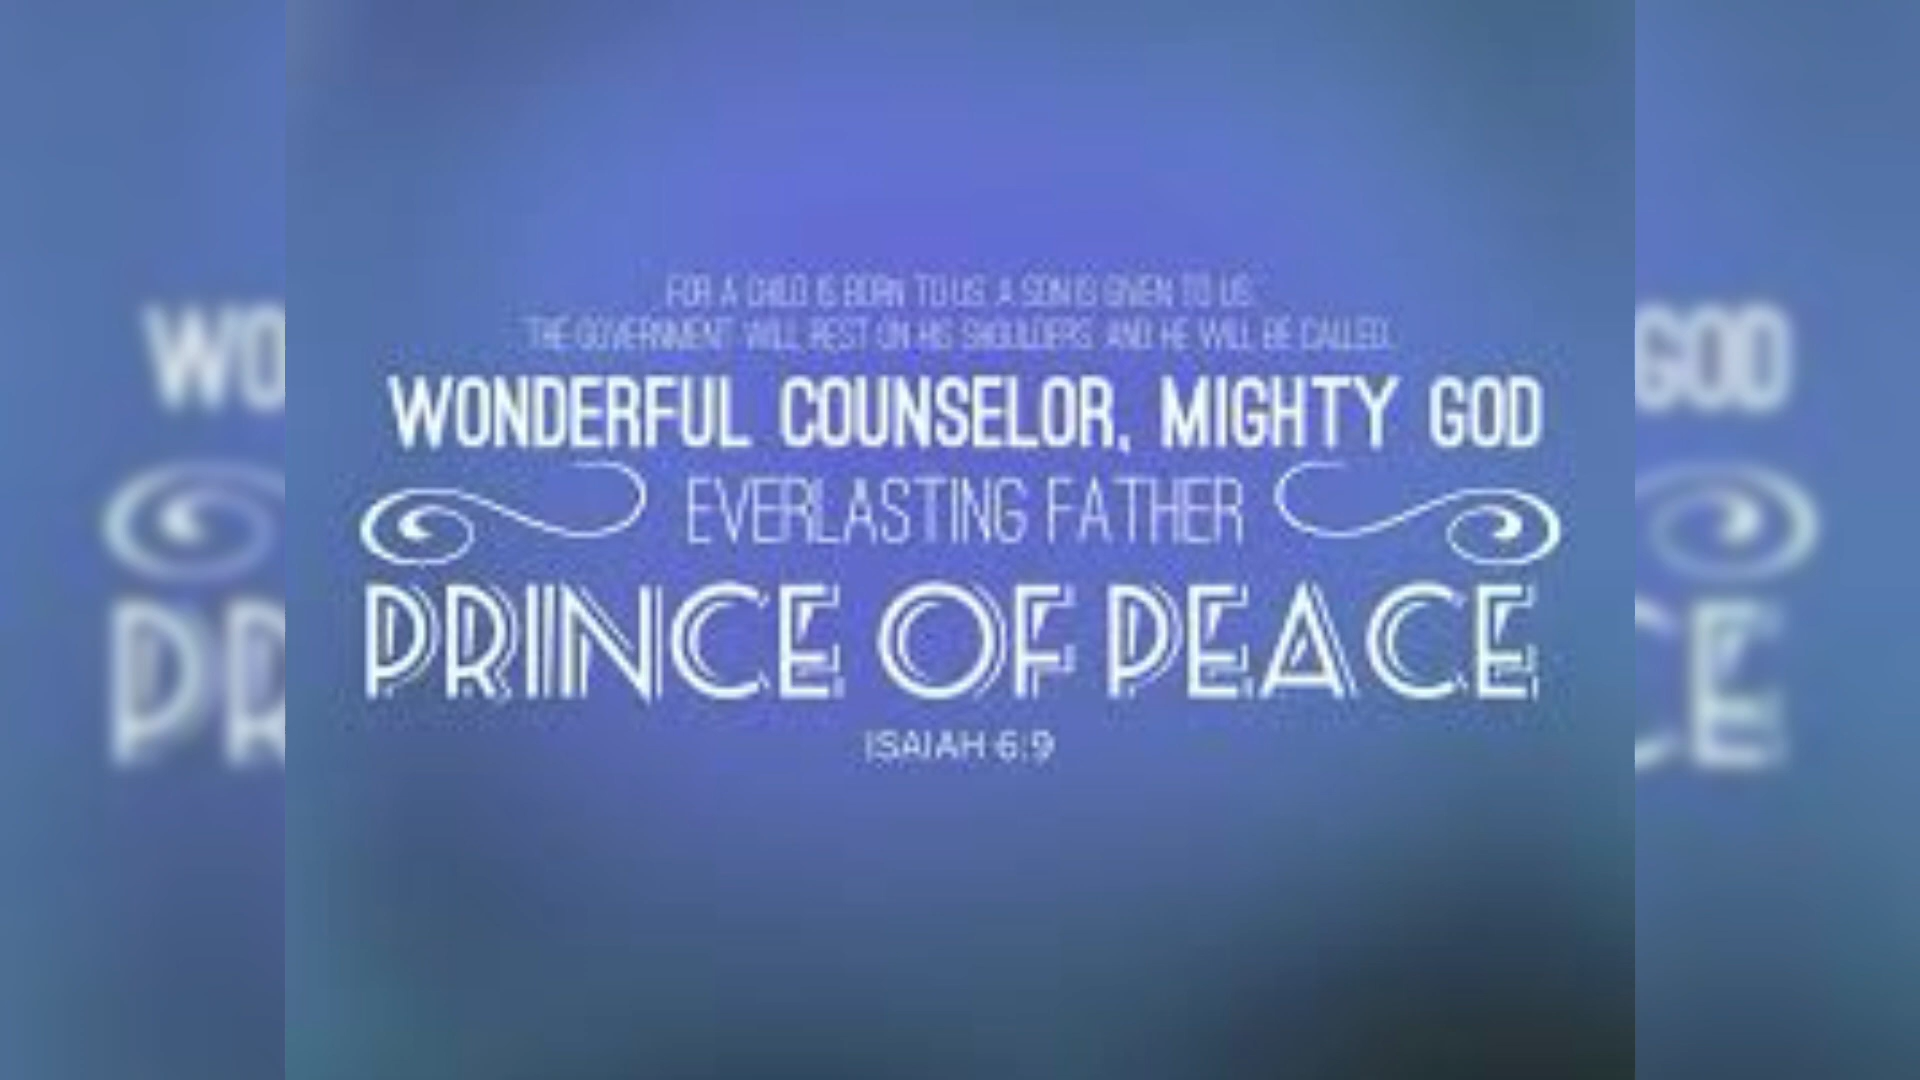 FOR A CHILD IS BORN TO US, A SON IS GIVEN TO US.
THE GOVERNMENT WILL REST ON HIS SHOULDERS. AND HE WILL BE CALLED:
WONDERFUL COUNSELOR, MIGHTY GOD
EVERLASTING FATHER
PRINCE OF PEACE
ISAIAH 6:9